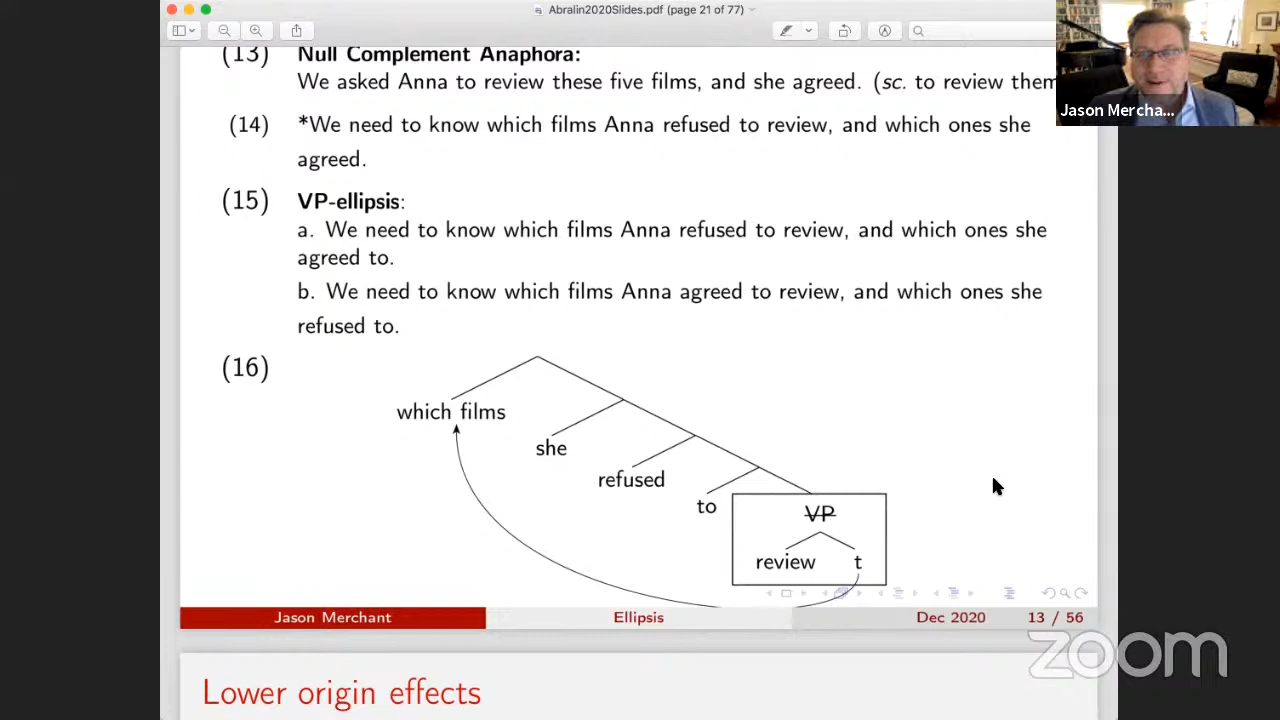 Abralin2020Slides.pdf (page 21 of 77)
(13) Null Complement Anaphora:
We asked Anna to review these five films, and she agreed. (sc. to review them
(14) *We need to know which films Anna refused to review, and which ones she
agreed.
(15) VP-ellipsis:
a. We need to know which films Anna refused to review, and which ones she
agreed to.
b. We need to know which films Anna agreed to review, and which ones she
refused to.
(16)
which films
she
refused
to
VP
review t
Jason Merchant Ellipsis Dec 2020 13 / 56
Lower origin effects
Jason Mercha...
zoom